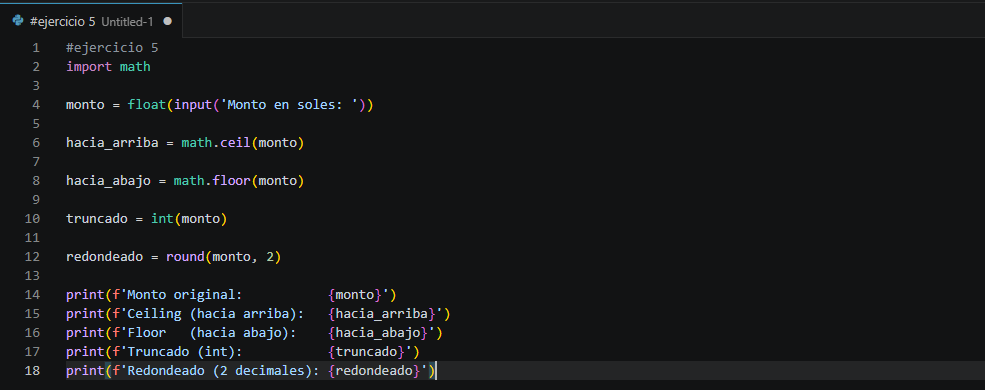 #ejercicio 5 Untitled-1 ●
1 #ejercicio 5
2 import math
3
4 monto = float(input('Monto en soles: '))
5
6 hacia_arriba = math.ceil(monto)
7
8 hacia_abajo = math.floor(monto)
9
10 truncado = int(monto)
11
12 redondeado = round(monto, 2)
13
14 print(f'Monto original:           {monto}')
15 print(f'Ceiling (hacia arriba):   {hacia_arriba}')
16 print(f'Floor   (hacia abajo):    {hacia_abajo}')
17 print(f'Truncado (int):           {truncado}')
18 print(f'Redondeado (2 decimales): {redondeado}')